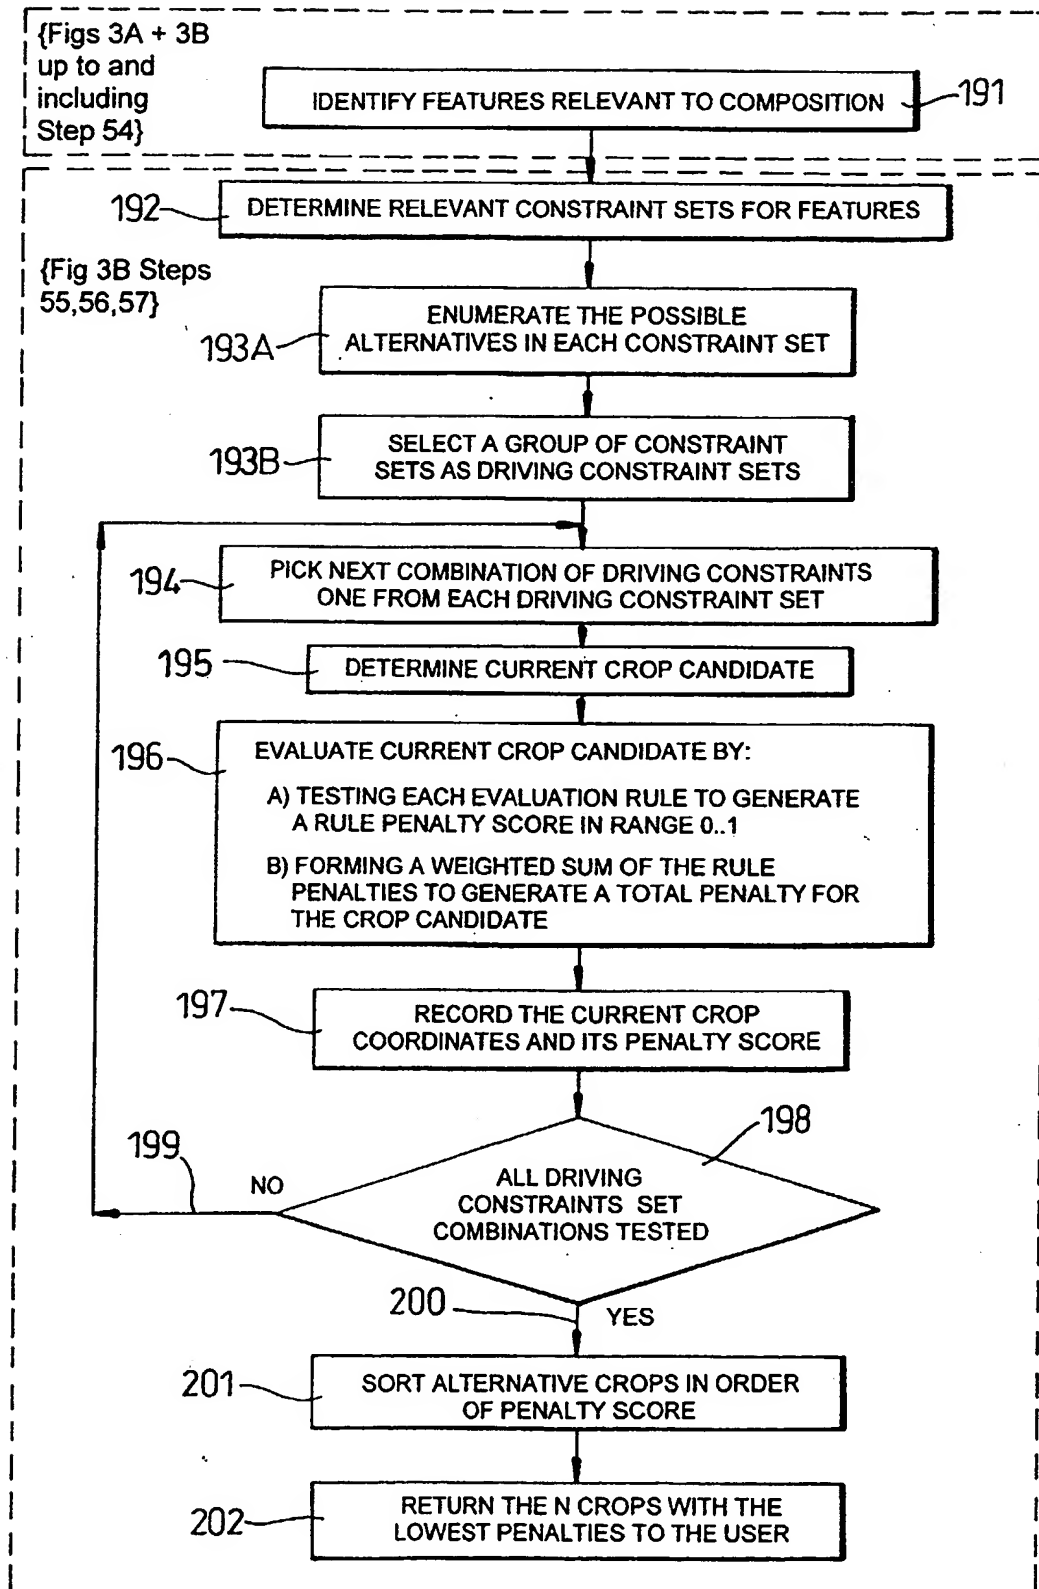 {Figs 3A + 3B
up to and
including
Step 54}
IDENTIFY FEATURES RELEVANT TO COMPOSITION
191
192
DETERMINE RELEVANT CONSTRAINT SETS FOR FEATURES
{Fig 3B Steps
55,56,57}
193A
ENUMERATE THE POSSIBLE
ALTERNATIVES IN EACH CONSTRAINT SET
193B
SELECT A GROUP OF CONSTRAINT
SETS AS DRIVING CONSTRAINT SETS
194
PICK NEXT COMBINATION OF DRIVING CONSTRAINTS
ONE FROM EACH DRIVING CONSTRAINT SET
195
DETERMINE CURRENT CROP CANDIDATE
196
EVALUATE CURRENT CROP CANDIDATE BY:
A) TESTING EACH EVALUATION RULE TO GENERATE
A RULE PENALTY SCORE IN RANGE 0..1
B) FORMING A WEIGHTED SUM OF THE RULE
PENALTIES TO GENERATE A TOTAL PENALTY FOR
THE CROP CANDIDATE
197
RECORD THE CURRENT CROP
COORDINATES AND ITS PENALTY SCORE
198
199
NO
ALL DRIVING
CONSTRAINTS SET
COMBINATIONS TESTED
200
YES
201
SORT ALTERNATIVE CROPS IN ORDER
OF PENALTY SCORE
202
RETURN THE N CROPS WITH THE
LOWEST PENALTIES TO THE USER